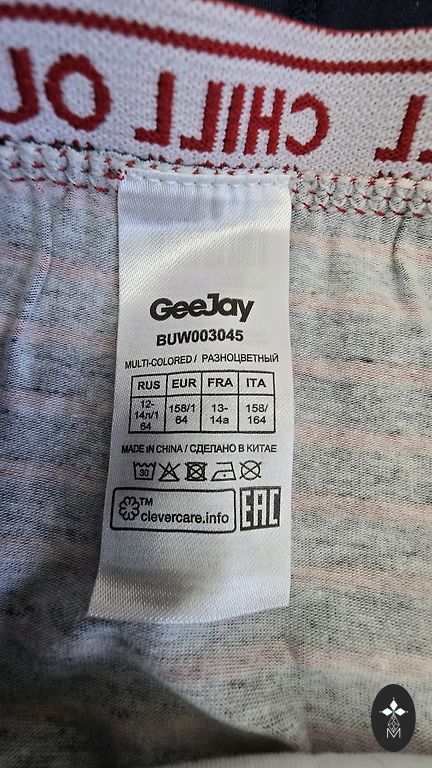 CHILL OU
L
GeeJay
BUW003045
MULTI-COLORED / РАЗНОЦВЕТНЫЙ
RUS EUR FRA ITA
12- 158/1 13- 158/
14л/1 64 14a 164
64
MADE IN CHINA / СДЕЛАНО В КИТАЕ
30
TM
clevercare.info
EAC
M